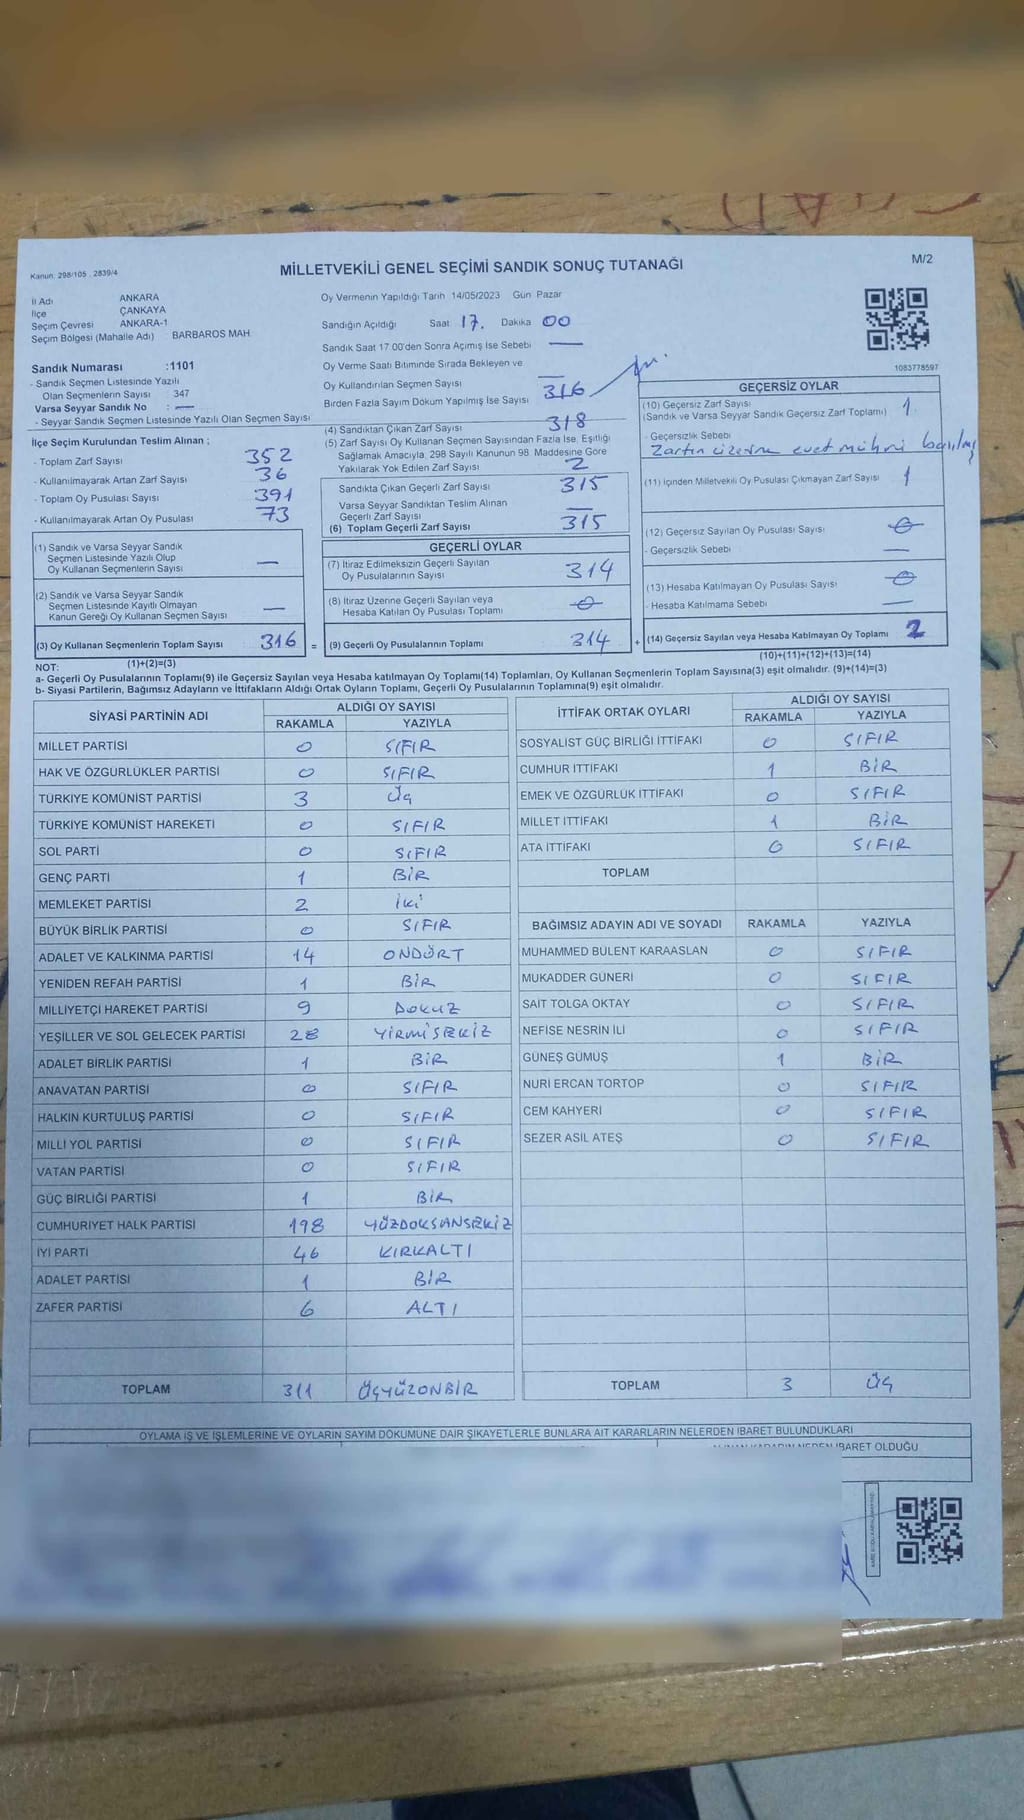 Kanun: 298/105 , 2839/4
MİLLETVEKİLİ GENEL SEÇİMİ SANDIK SONUÇ TUTANAĞI
M/2
İl Adı ANKARA
İlçe ÇANKAYA
Seçim Çevresi ANKARA-1
Seçim Bölgesi (Mahalle Adı) BARBAROS MAH.
Oy Vermenin Yapıldığı Tarih 14/05/2023 Gün Pazar
Sandığın Açıldığı Saat 17. Dakika 00
Sandık Saat 17.00'den Sonra Açımış İse Sebebi —
Oy Verme Saati Bitiminde Sırada Bekleyen ve
Oy Kullandırılan Seçmen Sayısı —
Birden Fazla Sayım Döküm Yapılmış İse Sayısı 316
1083778597
Sandık Numarası :1101
- Sandık Seçmen Listesinde Yazılı
Olan Seçmenlerin Sayısı 347
Varsa Seyyar Sandık No : —
- Seyyar Sandık Seçmen Listesinde Yazılı Olan Seçmen Sayısı
İlçe Seçim Kurulundan Teslim Alınan ;
- Toplam Zarf Sayısı 352
- Kullanılmayarak Artan Zarf Sayısı 36
- Toplam Oy Pusulası Sayısı 391
- Kullanılmayarak Artan Oy Pusulası 73
(4) Sandıktan Çıkan Zarf Sayısı 318
(5) Zarf Sayısı Oy Kullanan Seçmen Sayısından Fazla İse, Eşitliği
Sağlamak Amacıyla, 298 Sayılı Kanunun 98. Maddesine Göre
Yakılarak Yok Edilen Zarf Sayısı 2
Sandıkta Çıkan Geçerli Zarf Sayısı 315
Varsa Seyyar Sandıktan Teslim Alınan
Geçerli Zarf Sayısı —
(6) Toplam Geçerli Zarf Sayısı 315
GEÇERSİZ OYLAR
(10) Geçersiz Zarf Sayısı 1
(Sandık ve Varsa Seyyar Sandık Geçersiz Zarf Toplamı)
- Geçersizlik Sebebi
Zarfın üzerine evet mührü basılmış
(11) İçinden Milletvekili Oy Pusulası Çıkmayan Zarf Sayısı 1
(12) Geçersiz Sayılan Oy Pusulası Sayısı 0
- Geçersizlik Sebebi —
(13) Hesaba Katılmayan Oy Pusulası Sayısı 0
- Hesaba Katılmama Sebebi —
(14) Geçersiz Sayılan veya Hesaba Katılmayan Oy Toplamı 2
(10)+(11)+(12)+(13)=(14)
(1) Sandık ve Varsa Seyyar Sandık
Seçmen Listesinde Yazılı Olup
Oy Kullanan Seçmenlerin Sayısı —
(2) Sandık ve Varsa Seyyar Sandık
Seçmen Listesinde Kayıtlı Olmayan
Kanun Gereği Oy Kullanan Seçmen Sayısı —
(3) Oy Kullanan Seçmenlerin Toplam Sayısı 316 =
(1)+(2)=(3)
GEÇERLİ OYLAR
(7) İtiraz Edilmeksizin Geçerli Sayılan
Oy Pusulalarının Sayısı 314
(8) İtiraz Üzerine Geçerli Sayılan veya
Hesaba Katılan Oy Pusulası Toplamı 0
(9) Geçerli Oy Pusulalarının Toplamı 314 +
NOT:
a- Geçerli Oy Pusulalarının Toplamı(9) ile Geçersiz Sayılan veya Hesaba katılmayan Oy Toplamı(14) Toplamları, Oy Kullanan Seçmenlerin Toplam Sayısına(3) eşit olmalıdır. (9)+(14)=(3)
b- Siyasi Partilerin, Bağımsız Adayların ve İttifakların Aldığı Ortak Oyların Toplamı, Geçerli Oy Pusulalarının Toplamına(9) eşit olmalıdır.
SİYASİ PARTİNİN ADI ALDIĞI OY SAYISI
RAKAMLA YAZIYLA
MİLLET PARTİSİ 0 SIFIR
HAK VE ÖZGÜRLÜKLER PARTİSİ 0 SIFIR
TÜRKİYE KOMÜNİST PARTİSİ 3 ÜÇ
TÜRKİYE KOMÜNİST HAREKETİ 0 SIFIR
SOL PARTİ 0 SIFIR
GENÇ PARTİ 1 BİR
MEMLEKET PARTİSİ 2 İKİ
BÜYÜK BİRLİK PARTİSİ 0 SIFIR
ADALET VE KALKINMA PARTİSİ 14 ONDÖRT
YENİDEN REFAH PARTİSİ 1 BİR
MİLLİYETÇİ HAREKET PARTİSİ 9 DOKUZ
YEŞİLLER VE SOL GELECEK PARTİSİ 28 YİRMİSEKİZ
ADALET BİRLİK PARTİSİ 1 BİR
ANAVATAN PARTİSİ 0 SIFIR
HALKIN KURTULUŞ PARTİSİ 0 SIFIR
MİLLİ YOL PARTİSİ 0 SIFIR
VATAN PARTİSİ 0 SIFIR
GÜÇ BİRLİĞİ PARTİSİ 1 BİR
CUMHURİYET HALK PARTİSİ 198 YÜZDOKSANSEKİZ
İYİ PARTİ 46 KIRKALTI
ADALET PARTİSİ 1 BİR
ZAFER PARTİSİ 6 ALTI
TOPLAM 311 ÜÇYÜZONBİR
İTTİFAK ORTAK OYLARI ALDIĞI OY SAYISI
RAKAMLA YAZIYLA
SOSYALİST GÜÇ BİRLİĞİ İTTİFAKI 0 SIFIR
CUMHUR İTTİFAKI 1 BİR
EMEK VE ÖZGÜRLÜK İTTİFAKI 0 SIFIR
MİLLET İTTİFAKI 1 BİR
ATA İTTİFAKI 0 SIFIR
TOPLAM
BAĞIMSIZ ADAYIN ADI VE SOYADI RAKAMLA YAZIYLA
MUHAMMED BÜLENT KARAASLAN 0 SIFIR
MUKADDER GÜNERİ 0 SIFIR
SAİT TOLGA OKTAY 0 SIFIR
NEFİSE NESRİN İLİ 0 SIFIR
GÜNEŞ GÜMÜŞ 1 BİR
NURİ ERCAN TORTOP 0 SIFIR
CEM KAHYERİ 0 SIFIR
SEZER ASİL ATEŞ 0 SIFIR
TOPLAM 3 ÜÇ
OYLAMA İŞ VE İŞLEMLERİNE VE OYLARIN SAYIM DÖKÜMÜNE DAİR ŞİKAYETLERLE BUNLARA AİT KARARLARIN NELERDEN İBARET BULUNDUKLARI
NEDEN İBARET OLDUĞU